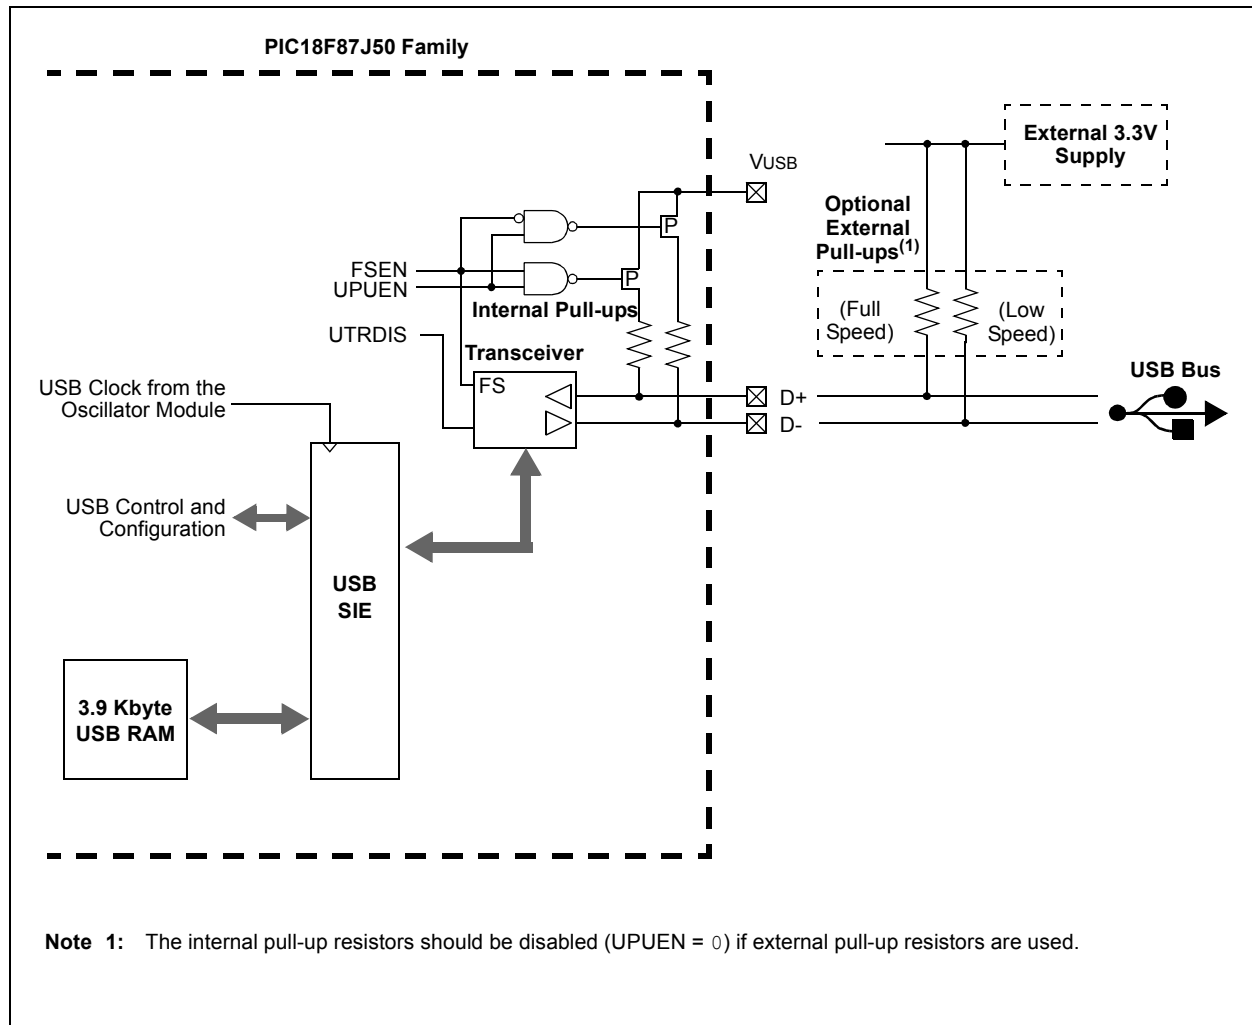 PIC18F87J50 Family
External 3.3V
Supply
VUSB
Optional
External
Pull-ups(1)
P
FSEN
P
UPUEN
Internal Pull-ups
(Full
Speed)
(Low
Speed)
UTRDIS
Transceiver
FS
USB Bus
USB Clock from the
Oscillator Module
D+
D-
USB Control and
Configuration
USB
SIE
3.9 Kbyte
USB RAM
Note 1: The internal pull-up resistors should be disabled (UPUEN = 0) if external pull-up resistors are used.